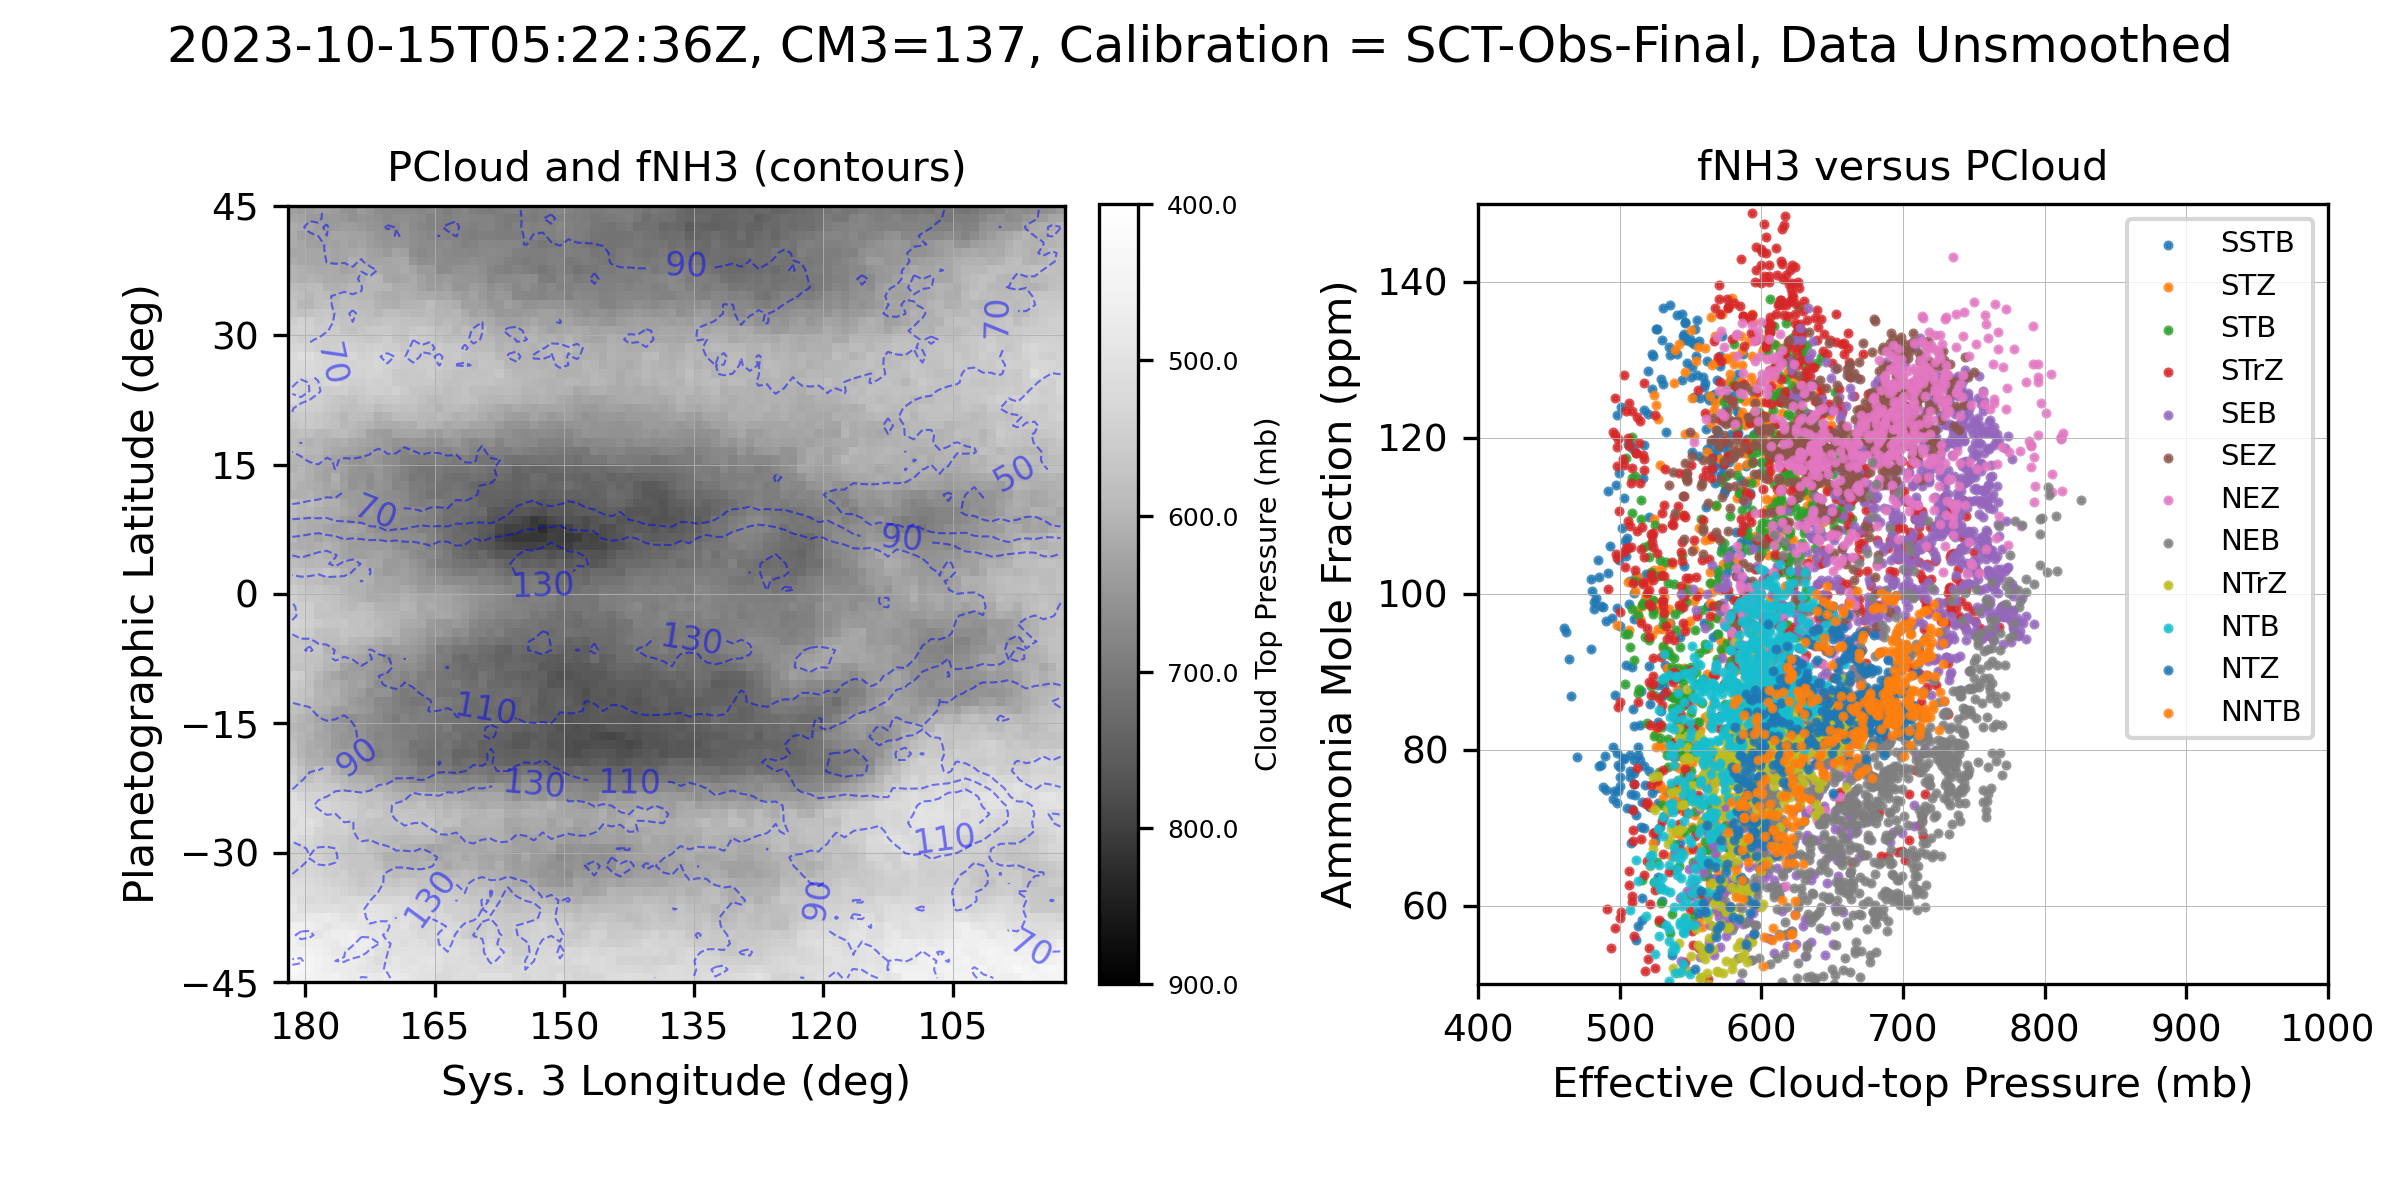 2023-10-15T05:22:36Z, CM3=137, Calibration = SCT-Obs-Final, Data Unsmoothed
PCloud and fNH3 (contours)
Planetographic Latitude (deg)
45
30
15
0
−15
−30
−45
180
165
150
135
120
105
Sys. 3 Longitude (deg)
90
70
70
50
70
90
130
130
110
90
130
110
110
130
90
70
400.0
500.0
600.0
700.0
800.0
900.0
Cloud Top Pressure (mb)
fNH3 versus PCloud
Ammonia Mole Fraction (ppm)
140
120
100
80
60
400
500
600
700
800
900
1000
Effective Cloud-top Pressure (mb)
SSTB
STZ
STB
STrZ
SEB
SEZ
NEZ
NEB
NTrZ
NTB
NTZ
NNTB